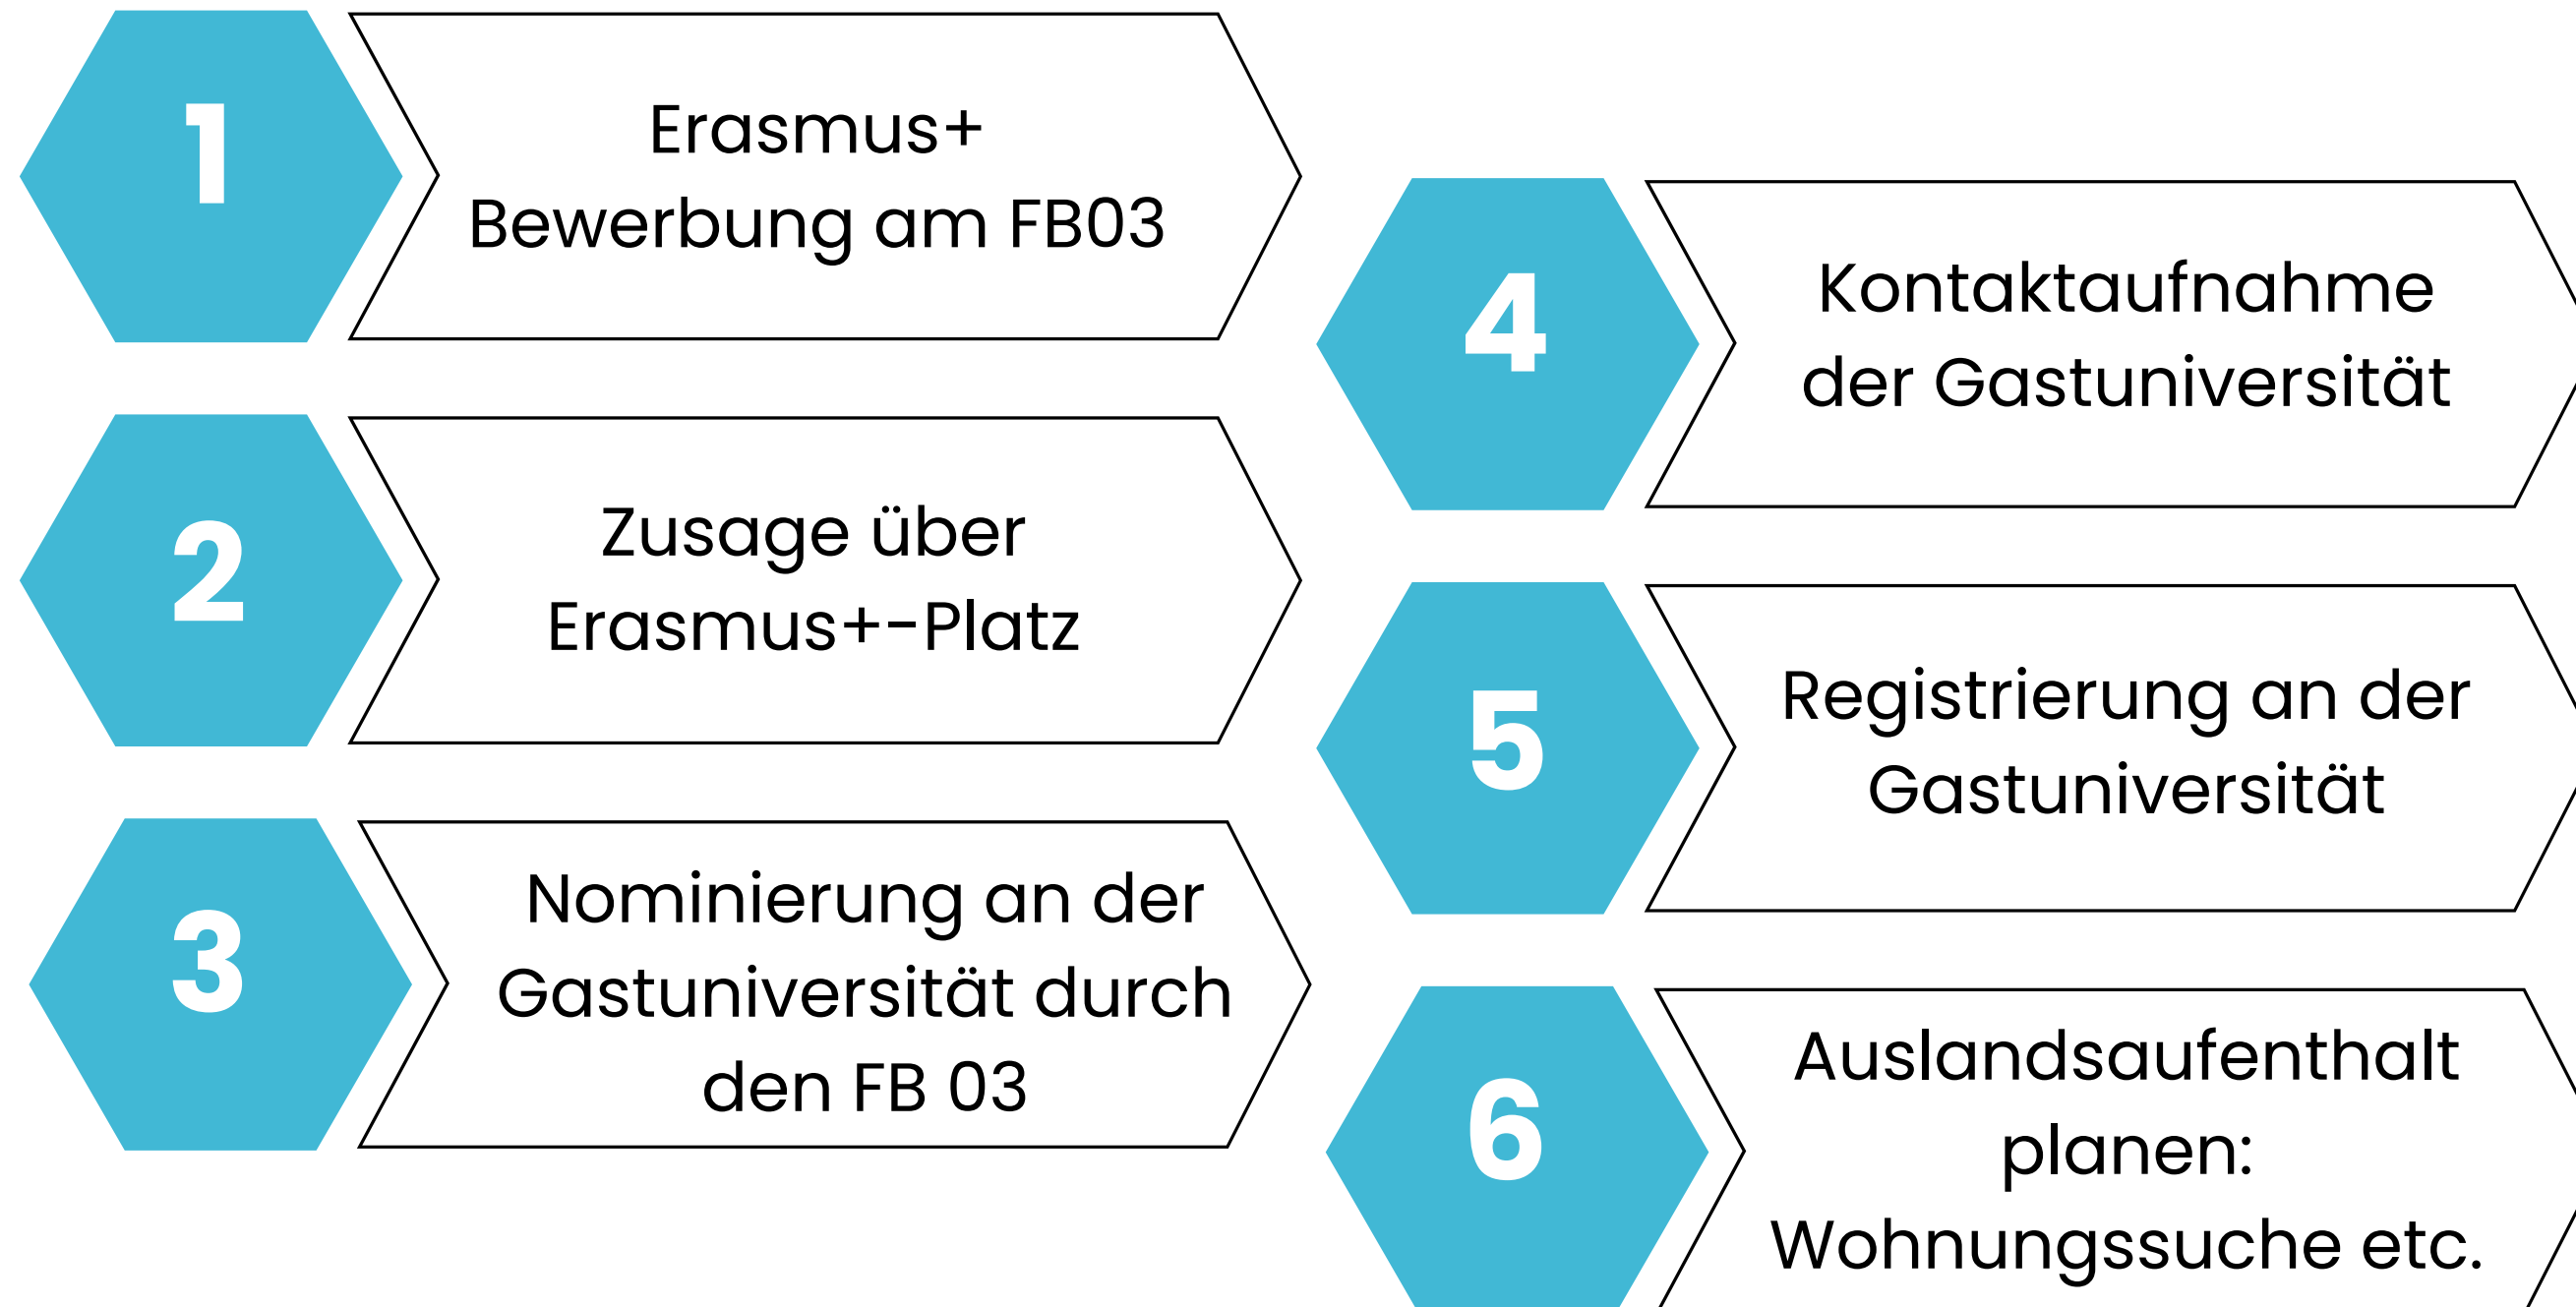 1
Erasmus+
Bewerbung am FB03
2
Zusage über
Erasmus+-Platz
3
Nominierung an der
Gastuniversität durch
den FB 03
4
Kontaktaufnahme
der Gastuniversität
5
Registrierung an der
Gastuniversität
6
Auslandsaufenthalt
planen:
Wohnungssuche etc.